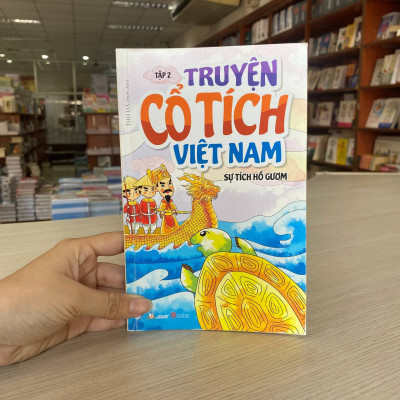 TẬP 2
TRUYỆN
CỔ TÍCH
VIỆT NAM
SỰ TÍCH HỒ GƯƠM